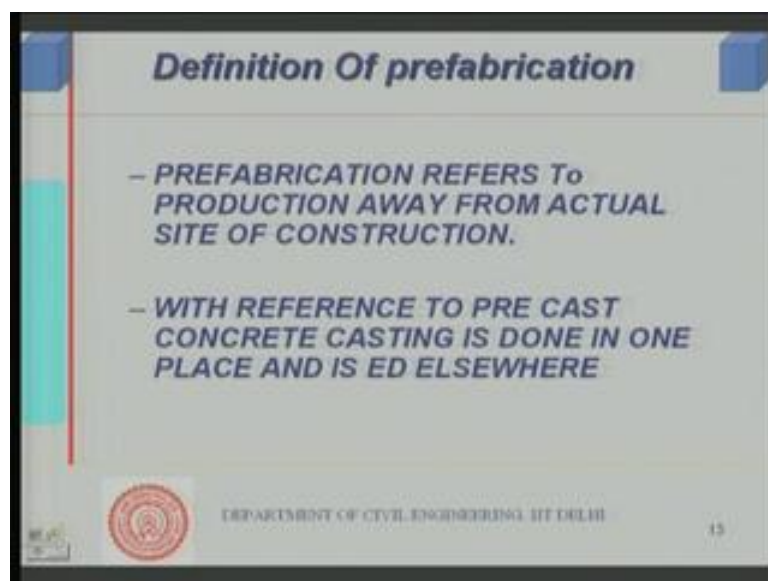 Definition Of prefabrication
– PREFABRICATION REFERS To
PRODUCTION AWAY FROM ACTUAL
SITE OF CONSTRUCTION.
– WITH REFERENCE TO PRE CAST
CONCRETE CASTING IS DONE IN ONE
PLACE AND IS ED ELSEWHERE
DEPARTMENT OF CIVIL ENGINEERING, IIT DELHI
13